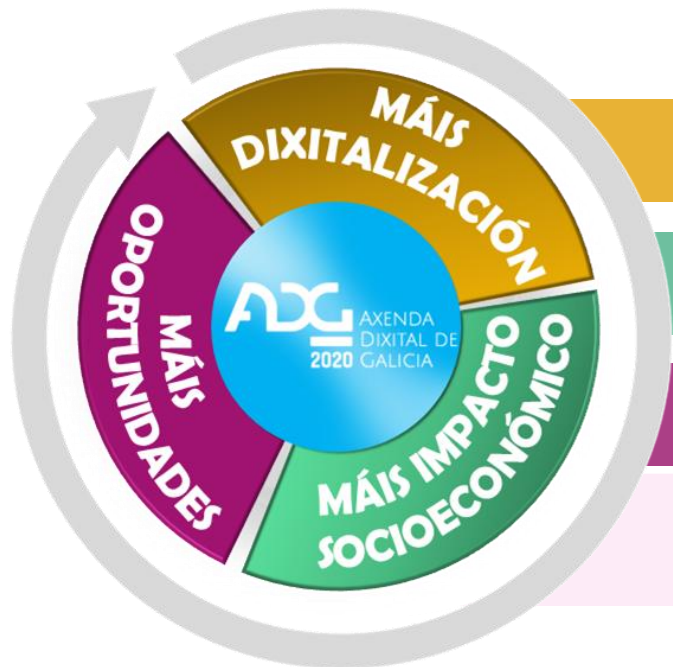 MÁIS
DIXITALIZACIÓN
MÁIS IMPACTO
SOCIOECONÓMICO
MÁIS
OPORTUNIDADES
ADG
2020
AXENDA
DIXITAL DE
GALICIA